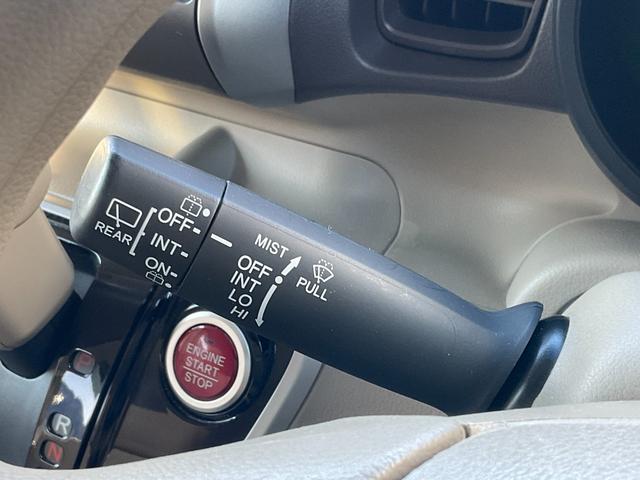 REAR
OFF
INT
ON
MIST
OFF
INT
LO
HI
PULL
ENGINE
START
STOP
R
N